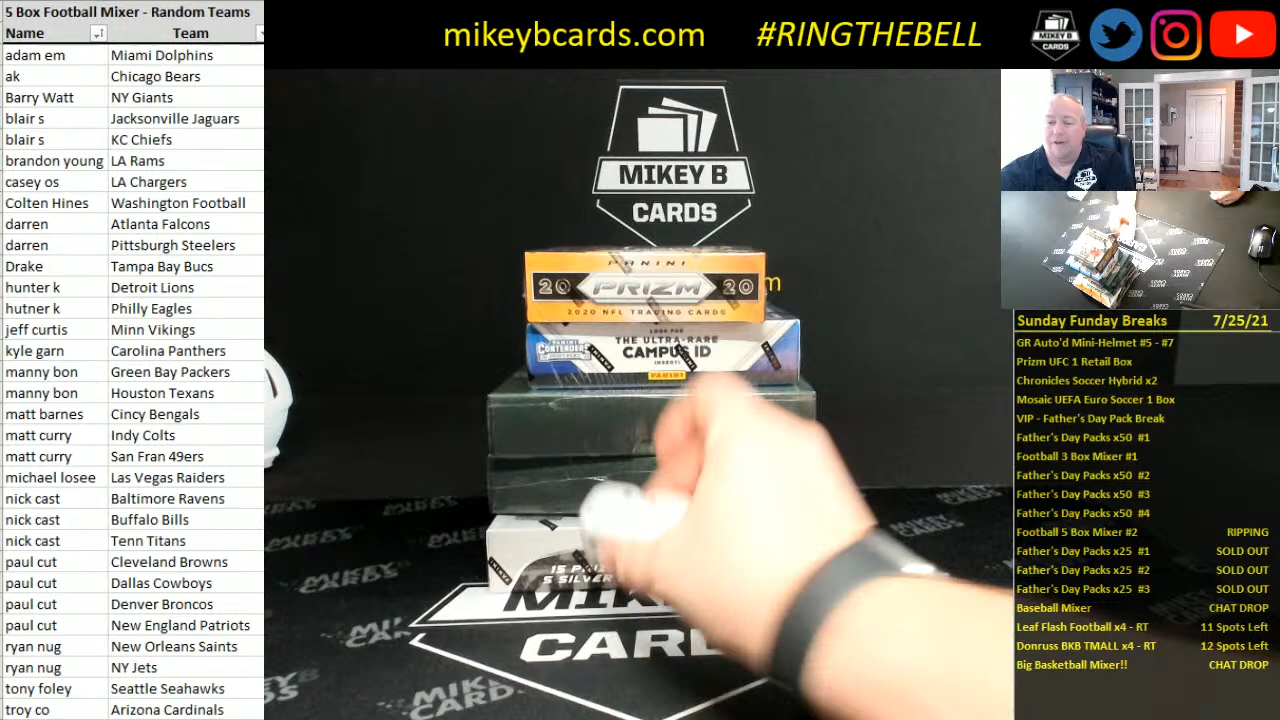 5 Box Football Mixer - Random Teams
Name Team
adam em Miami Dolphins
ak Chicago Bears
Barry Watt NY Giants
blair s Jacksonville Jaguars
blair s KC Chiefs
brandon young LA Rams
casey os LA Chargers
Colten Hines Washington Football
darren Atlanta Falcons
darren Pittsburgh Steelers
Drake Tampa Bay Bucs
hunter k Detroit Lions
hutner k Philly Eagles
jeff curtis Minn Vikings
kyle garn Carolina Panthers
manny bon Green Bay Packers
manny bon Houston Texans
matt barnes Cincy Bengals
matt curry Indy Colts
matt curry San Fran 49ers
michael losee Las Vegas Raiders
nick cast Baltimore Ravens
nick cast Buffalo Bills
nick cast Tenn Titans
paul cut Cleveland Browns
paul cut Dallas Cowboys
paul cut Denver Broncos
paul cut New England Patriots
ryan nug New Orleans Saints
ryan nug NY Jets
tony foley Seattle Seahawks
troy co Arizona Cardinals
mikeybcards.com #RINGTHEBELL
MIKEY B
CARDS
MIKEY B
CARDS
PANINI
20 PRIZM 20
2020 NFL TRADING CARDS
LOOK FOR
THE ULTRA-RARE
CAMPUS ID
INSERT!
CONTENDERS
PANINI
15 PRI
5 SILVER
MIK
CARD
Sunday Funday Breaks 7/25/21
GR Auto'd Mini-Helmet #5 - #7
Prizm UFC 1 Retail Box
Chronicles Soccer Hybrid x2
Mosaic UEFA Euro Soccer 1 Box
VIP - Father's Day Pack Break
Father's Day Packs x50 #1
Football 3 Box Mixer #1
Father's Day Packs x50 #2
Father's Day Packs x50 #3
Father's Day Packs x50 #4
Football 5 Box Mixer #2 RIPPING
Father's Day Packs x25 #1 SOLD OUT
Father's Day Packs x25 #2 SOLD OUT
Father's Day Packs x25 #3 SOLD OUT
Baseball Mixer CHAT DROP
Leaf Flash Football x4 - RT 11 Spots Left
Donruss BKB TMALL x4 - RT 12 Spots Left
Big Basketball Mixer!! CHAT DROP